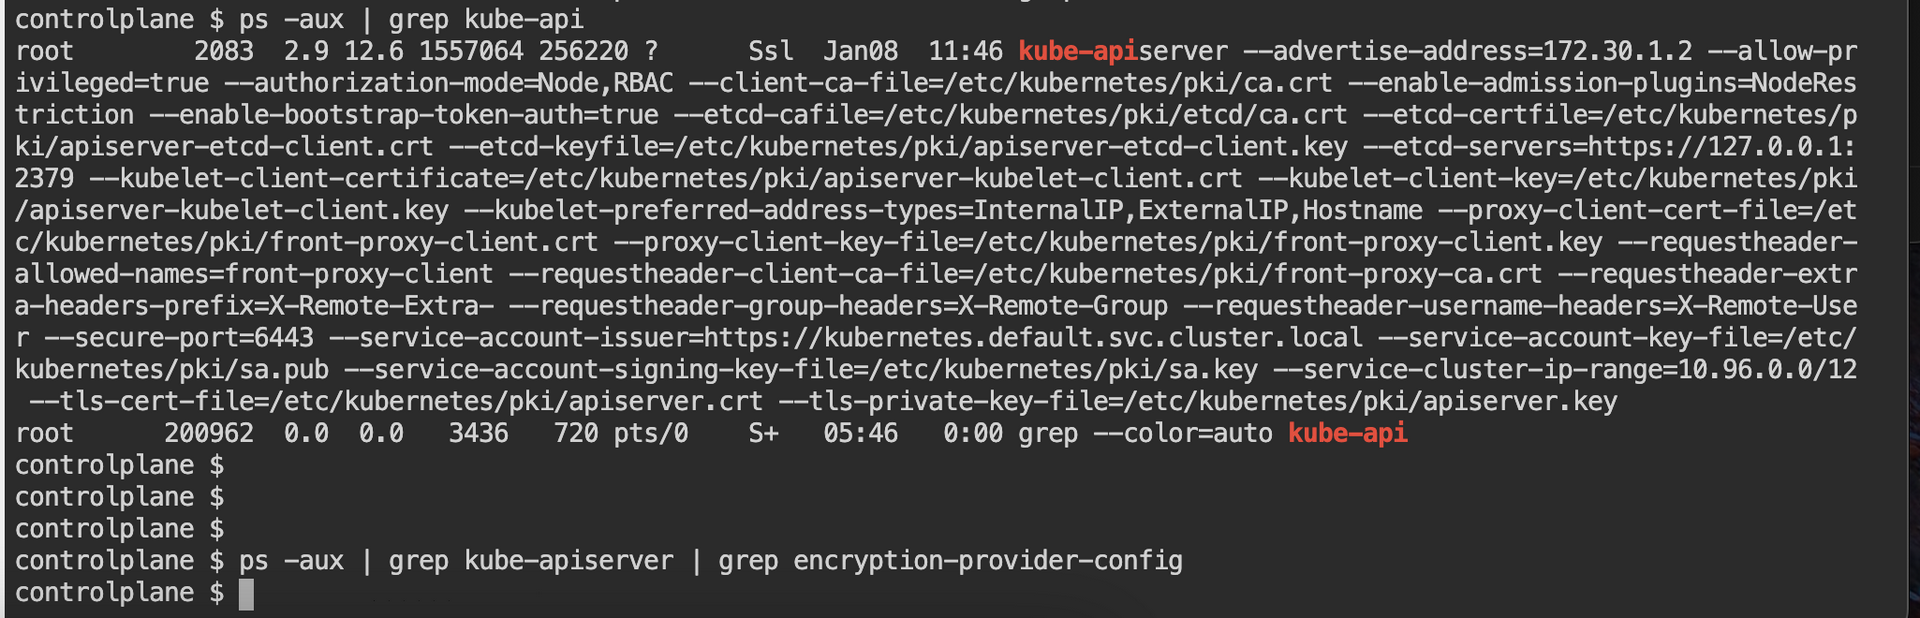 controlplane $ ps -aux | grep kube-api
root        2083  2.9 12.6 1557064 256220 ?      Ssl  Jan08  11:46 kube-apiserver --advertise-address=172.30.1.2 --allow-pr
ivileged=true --authorization-mode=Node,RBAC --client-ca-file=/etc/kubernetes/pki/ca.crt --enable-admission-plugins=NodeRes
triction --enable-bootstrap-token-auth=true --etcd-cafile=/etc/kubernetes/pki/etcd/ca.crt --etcd-certfile=/etc/kubernetes/p
ki/apiserver-etcd-client.crt --etcd-keyfile=/etc/kubernetes/pki/apiserver-etcd-client.key --etcd-servers=https://127.0.0.1:
2379 --kubelet-client-certificate=/etc/kubernetes/pki/apiserver-kubelet-client.crt --kubelet-client-key=/etc/kubernetes/pki
/apiserver-kubelet-client.key --kubelet-preferred-address-types=InternalIP,ExternalIP,Hostname --proxy-client-cert-file=/et
c/kubernetes/pki/front-proxy-client.crt --proxy-client-key-file=/etc/kubernetes/pki/front-proxy-client.key --requestheader-
allowed-names=front-proxy-client --requestheader-client-ca-file=/etc/kubernetes/pki/front-proxy-ca.crt --requestheader-extr
a-headers-prefix=X-Remote-Extra- --requestheader-group-headers=X-Remote-Group --requestheader-username-headers=X-Remote-Use
r --secure-port=6443 --service-account-issuer=https://kubernetes.default.svc.cluster.local --service-account-key-file=/etc/
kubernetes/pki/sa.pub --service-account-signing-key-file=/etc/kubernetes/pki/sa.key --service-cluster-ip-range=10.96.0.0/12
 --tls-cert-file=/etc/kubernetes/pki/apiserver.crt --tls-private-key-file=/etc/kubernetes/pki/apiserver.key
root      200962  0.0  0.0   3436   720 pts/0    S+   05:46   0:00 grep --color=auto kube-api
controlplane $
controlplane $
controlplane $
controlplane $ ps -aux | grep kube-apiserver | grep encryption-provider-config
controlplane $